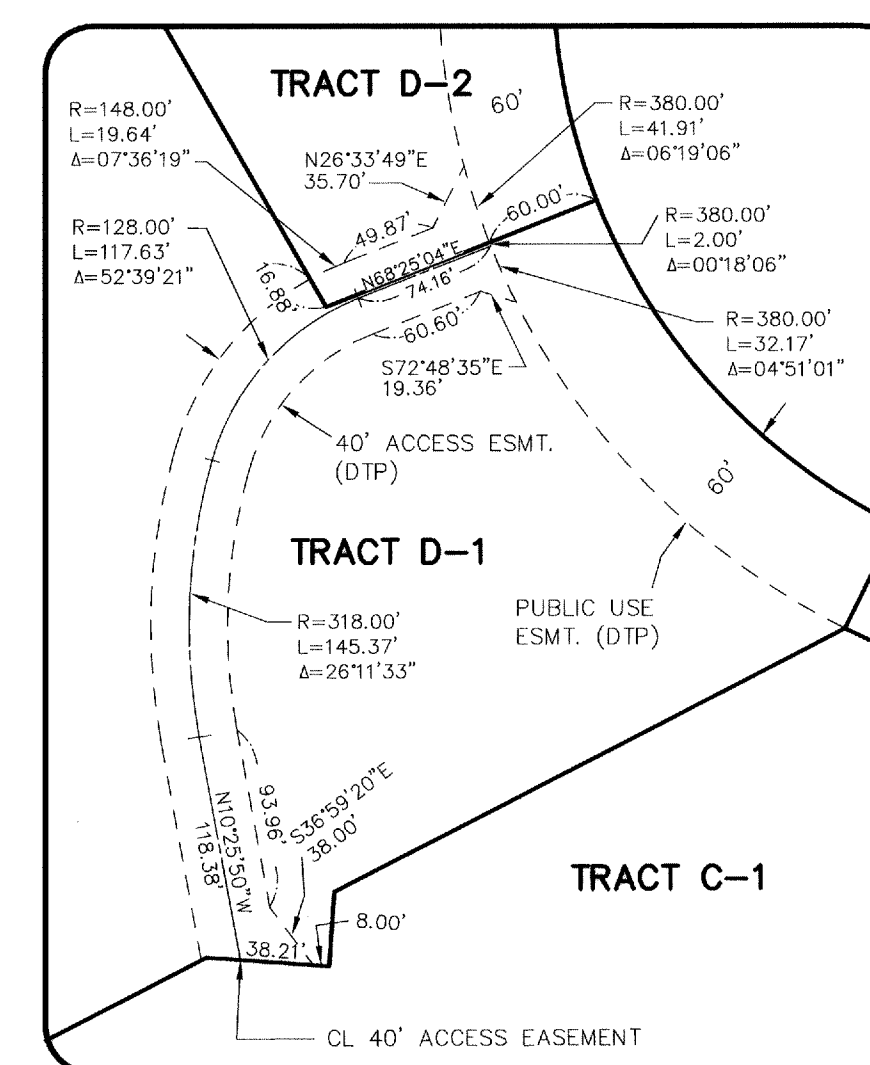 TRACT D-2
60'
R=148.00'
L=19.64'
Δ=07°36'19"
N26°33'49"E
35.70'
R=380.00'
L=41.91'
Δ=06°19'06"
49.87'
60.00'
R=128.00'
L=117.63'
Δ=52°39'21"
R=380.00'
L=2.00'
Δ=00°18'06"
16.88'
N68°25'04"E
74.16'
60.60'
S72°48'35"E
19.36'
R=380.00'
L=32.17'
Δ=04°51'01"
40' ACCESS ESMT.
(DTP)
60'
TRACT D-1
PUBLIC USE
ESMT. (DTP)
R=318.00'
L=145.37'
Δ=26°11'33"
N10°25'50"W
118.38'
93.96'
S36°59'20"E
38.00'
TRACT C-1
8.00'
38.21'
CL 40' ACCESS EASEMENT